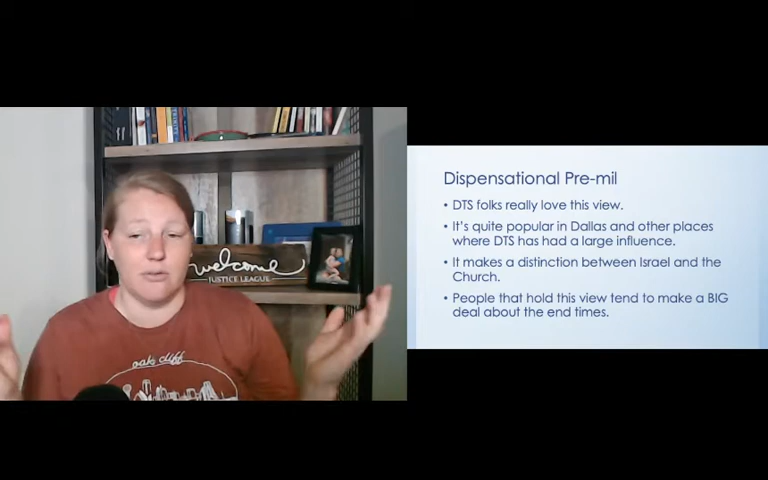 welcome
JUSTICE LEAGUE
oak cliff
Dispensational Pre-mil
• DTS folks really love this view.
• It's quite popular in Dallas and other places
where DTS has had a large influence.
• It makes a distinction between Israel and the
Church.
• People that hold this view tend to make a BIG
deal about the end times.